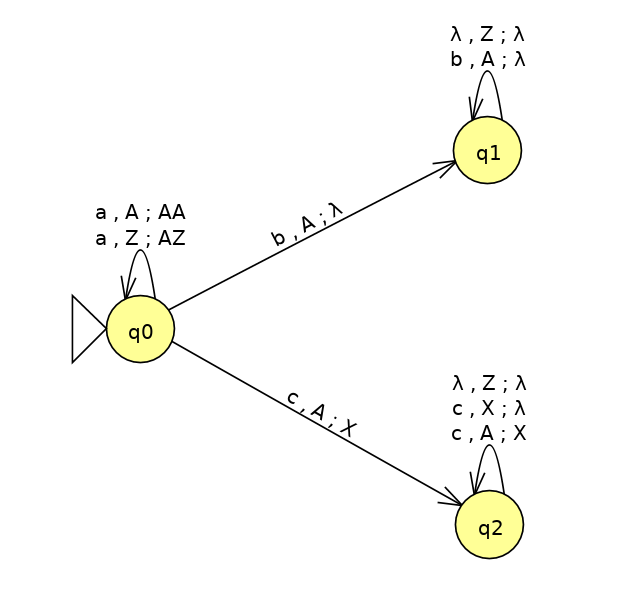 λ , Z ; λ
b , A ; λ
q1
a , A ; AA
a , Z ; AZ
b , A ; λ
q0
c , A ; X
λ , Z ; λ
c , X ; λ
c , A ; X
q2